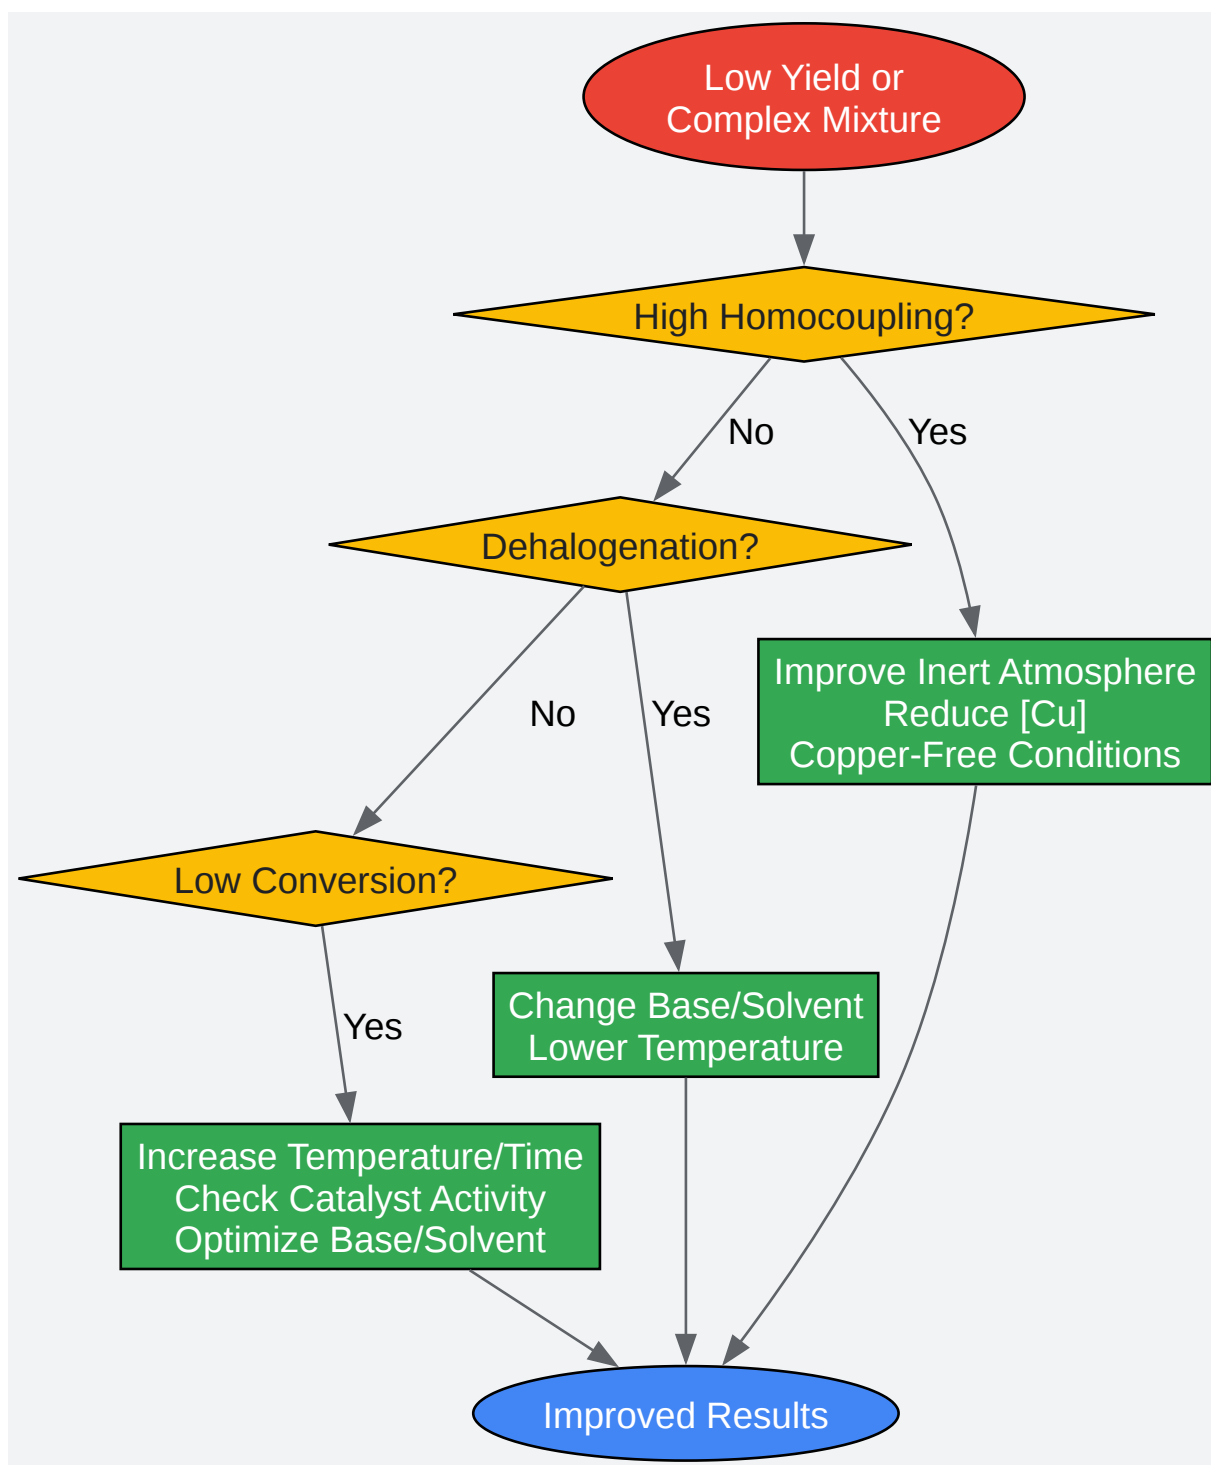 Low Yield or
Complex Mixture
High Homocoupling?
No
Yes
Dehalogenation?
Improve Inert Atmosphere
Reduce [Cu]
Copper-Free Conditions
No
Yes
Low Conversion?
Change Base/Solvent
Lower Temperature
Yes
Increase Temperature/Time
Check Catalyst Activity
Optimize Base/Solvent
Improved Results